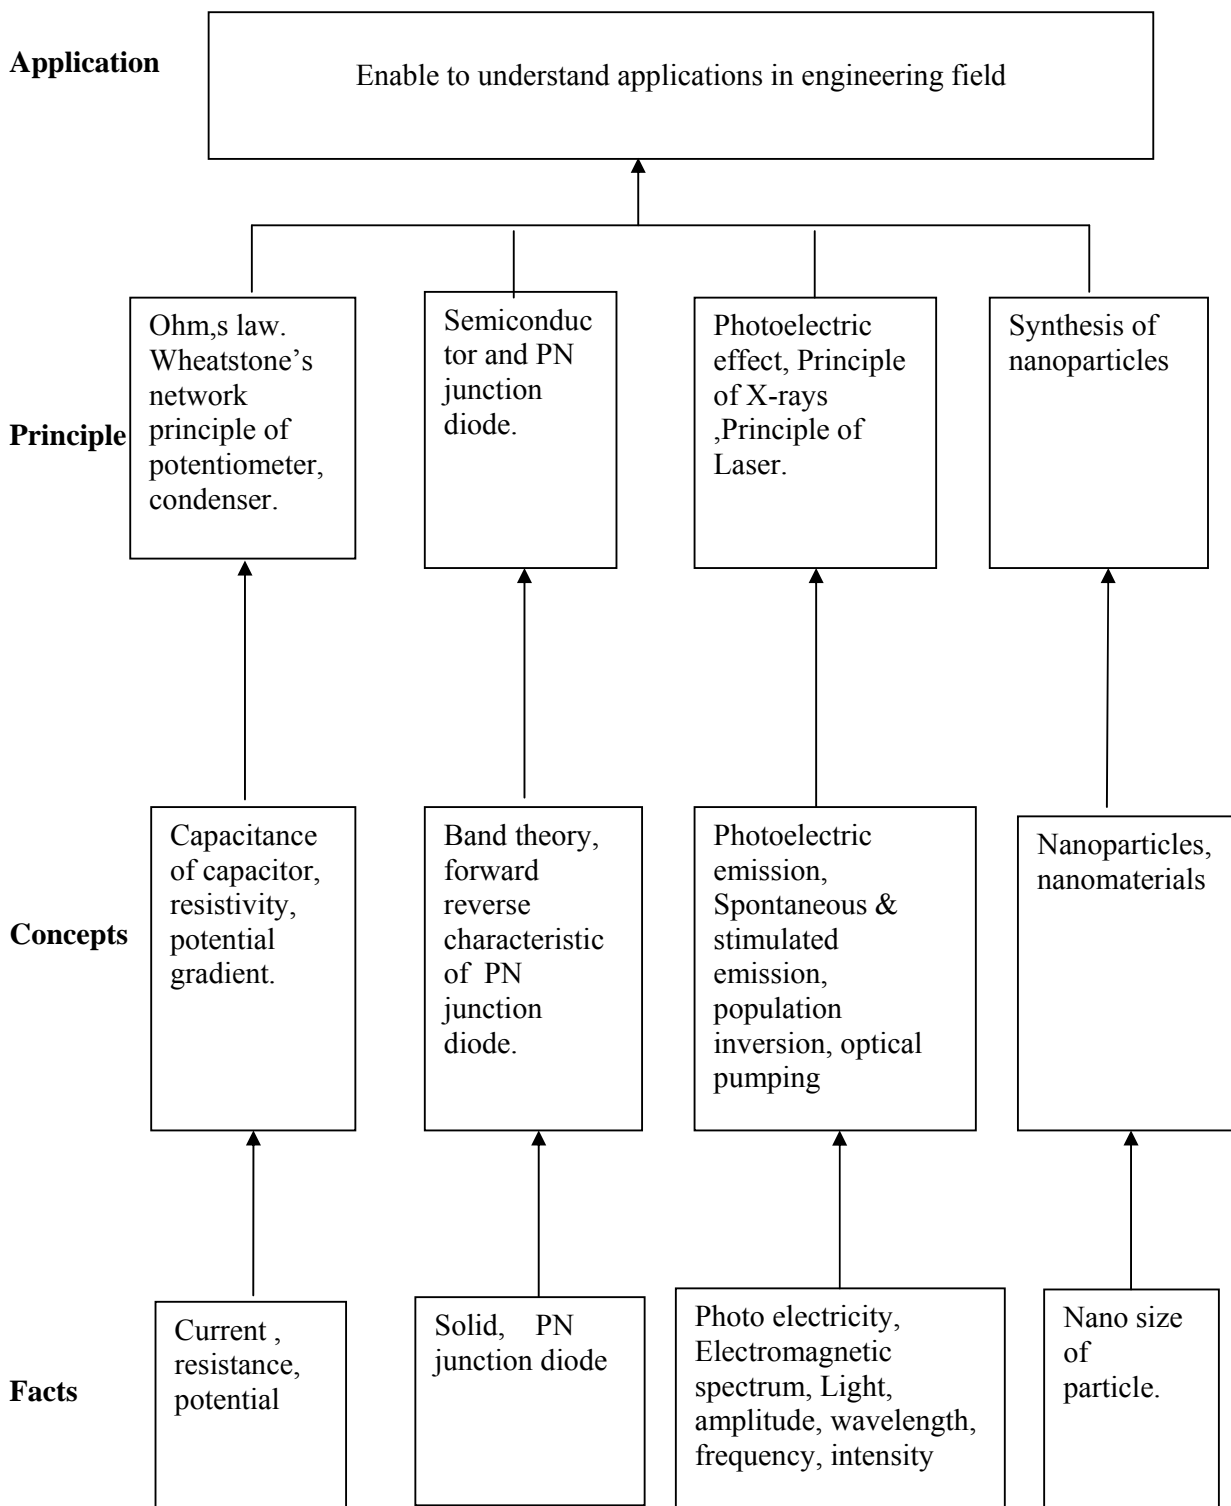 Application
Enable to understand applications in engineering field
Principle
Ohm,s law.
Wheatstone’s
network
principle of
potentiometer,
condenser.
Semiconduc
tor and PN
junction
diode.
Photoelectric
effect, Principle
of X-rays
,Principle of
Laser.
Synthesis of
nanoparticles
Concepts
Capacitance
of capacitor,
resistivity,
potential
gradient.
Band theory,
forward
reverse
characteristic
of PN
junction
diode.
Photoelectric
emission,
Spontaneous &
stimulated
emission,
population
inversion, optical
pumping
Nanoparticles,
nanomaterials
Facts
Current ,
resistance,
potential
Solid, PN
junction diode
Photo electricity,
Electromagnetic
spectrum, Light,
amplitude, wavelength,
frequency, intensity
Nano size
of
particle.